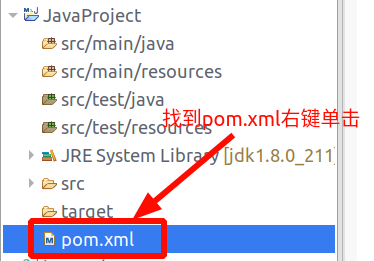 JavaProject
src/main/java
src/main/resources
src/test/java
src/test/resources
找到pom.xml右键单击
JRE System Library [jdk1.8.0_211]
src
target
pom.xml